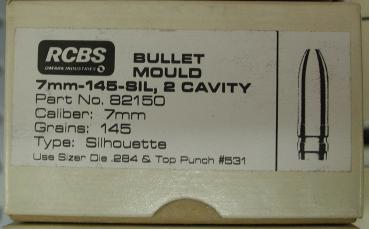 RCBS
OMARK INDUSTRIES
BULLET
MOULD
7mm-145-SIL, 2 CAVITY
Part No. 82150
Caliber: 7mm
Grains: 145
Type: Silhouette
Use Sizer Die .284 & Top Punch #531